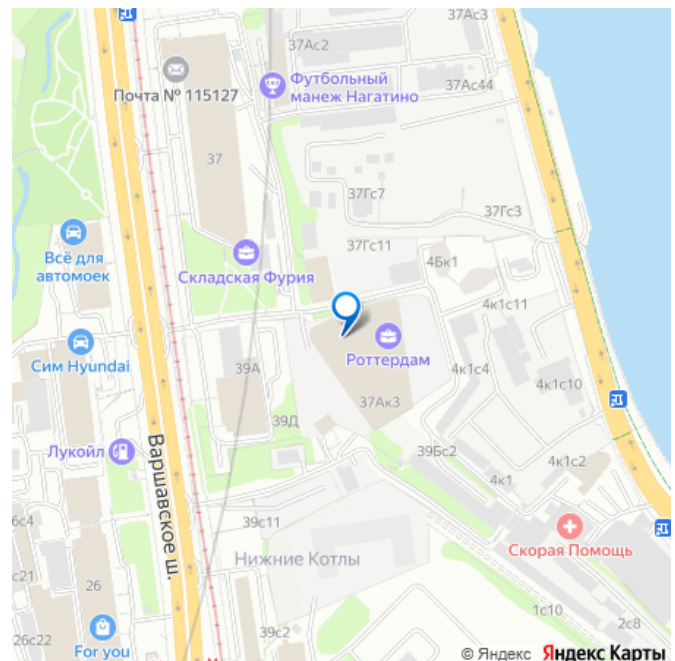 37Ас3
37Ас2
37Ас44
Футбольный
манеж Нагатино
Почта № 115127
37
37Гс7
37Гс3
37Гс11
Всё для
автомоек
Складская Фурия
4Бк1
4к1с11
Сим Hyundai
39А
Роттердам
4к1с4
4к1с10
37Ак3
39Д
Лукойл
Варшавское ш.
39Бс2
4к1с2
4к1
6с4
39с11
Скорая Помощь
Нижние Котлы
с21
26
1с10
2с8
39с2
26с22
For you
М
© Яндекс Яндекс Карты